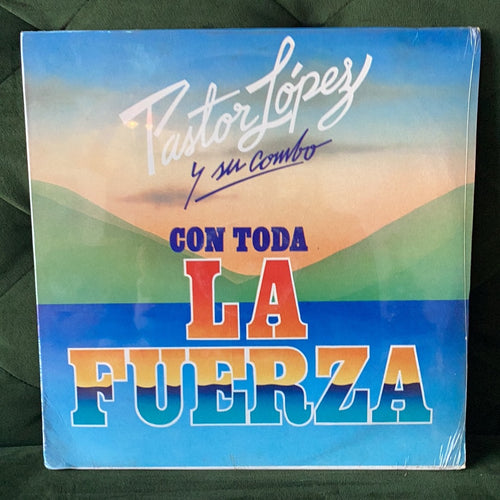 Pastor López
y su combo
CON TODA
LA
FUERZA